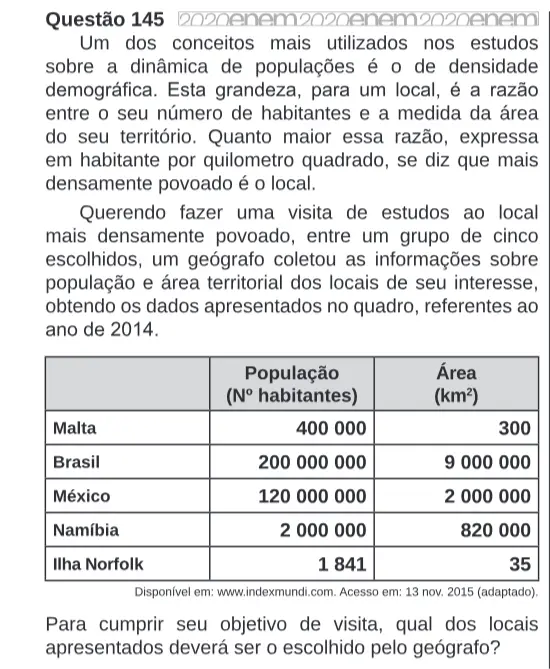 Questão 145 2020enem2020enem2020enem
Um dos conceitos mais utilizados nos estudos
sobre a dinâmica de populações é o de densidade
demográfica. Esta grandeza, para um local, é a razão
entre o seu número de habitantes e a medida da área
do seu território. Quanto maior essa razão, expressa
em habitante por quilometro quadrado, se diz que mais
densamente povoado é o local.
Querendo fazer uma visita de estudos ao local
mais densamente povoado, entre um grupo de cinco
escolhidos, um geógrafo coletou as informações sobre
população e área territorial dos locais de seu interesse,
obtendo os dados apresentados no quadro, referentes ao
ano de 2014.
População Área
(Nº habitantes) (km²)
Malta 400 000 300
Brasil 200 000 000 9 000 000
México 120 000 000 2 000 000
Namíbia 2 000 000 820 000
Ilha Norfolk 1 841 35
Disponível em: www.indexmundi.com. Acesso em: 13 nov. 2015 (adaptado).
Para cumprir seu objetivo de visita, qual dos locais
apresentados deverá ser o escolhido pelo geógrafo?